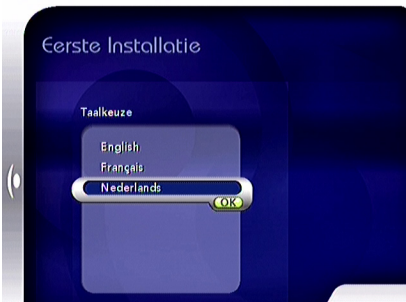 Eerste Installatie
Taalkeuze
English
Français
Nederlands
OK